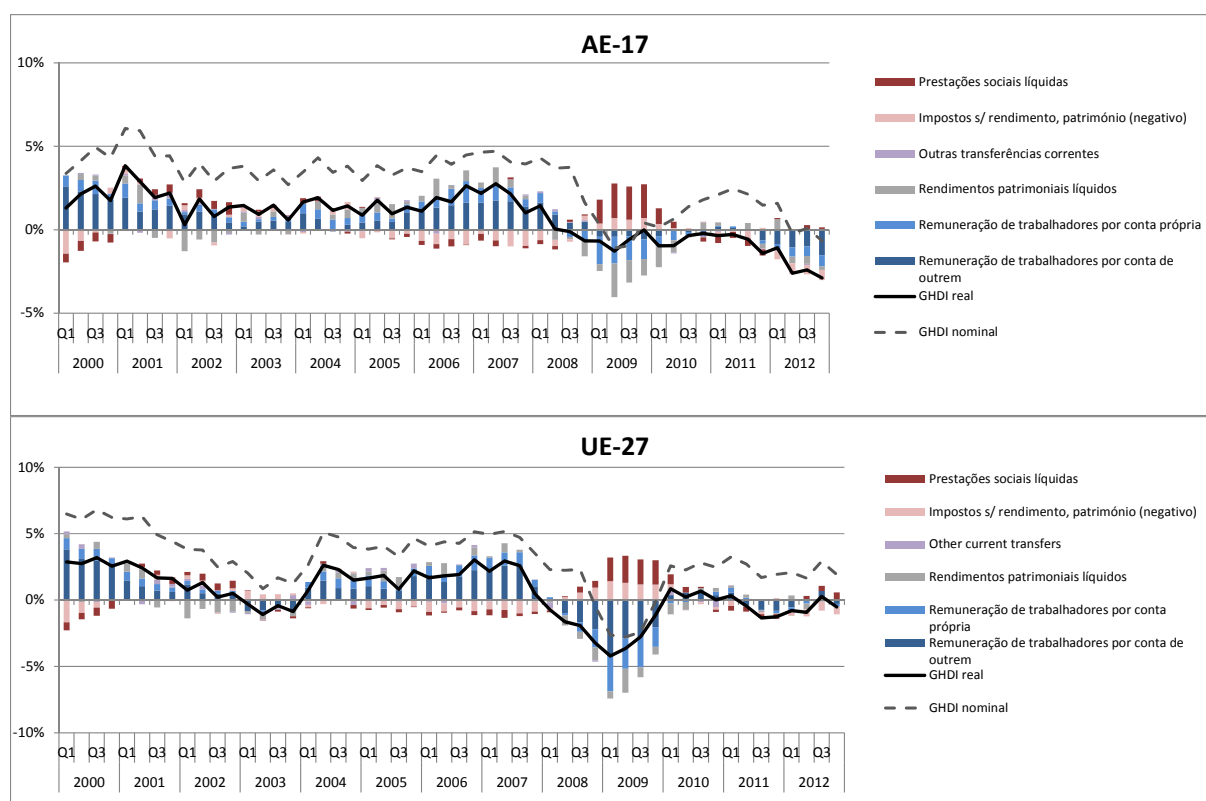 AE-17
10%
5%
0%
-5%
Q1 Q3 Q1 Q3 Q1 Q3 Q1 Q3 Q1 Q3 Q1 Q3 Q1 Q3 Q1 Q3 Q1 Q3 Q1 Q3 Q1 Q3 Q1 Q3 Q1 Q3
2000 2001 2002 2003 2004 2005 2006 2007 2008 2009 2010 2011 2012
Prestações sociais líquidas
Impostos s/ rendimento, património (negativo)
Outras transferências correntes
Rendimentos patrimoniais líquidos
Remuneração de trabalhadores por conta própria
Remuneração de trabalhadores por conta de
outrem
GHDI real
GHDI nominal
UE-27
10%
5%
0%
-5%
-10%
Q1 Q3 Q1 Q3 Q1 Q3 Q1 Q3 Q1 Q3 Q1 Q3 Q1 Q3 Q1 Q3 Q1 Q3 Q1 Q3 Q1 Q3 Q1 Q3 Q1 Q3
2000 2001 2002 2003 2004 2005 2006 2007 2008 2009 2010 2011 2012
Prestações sociais líquidas
Impostos s/ rendimento, património (negativo)
Other current transfers
Rendimentos patrimoniais líquidos
Remuneração de trabalhadores por conta
própria
Remuneração de trabalhadores por conta de
outrem
GHDI real
GHDI nominal